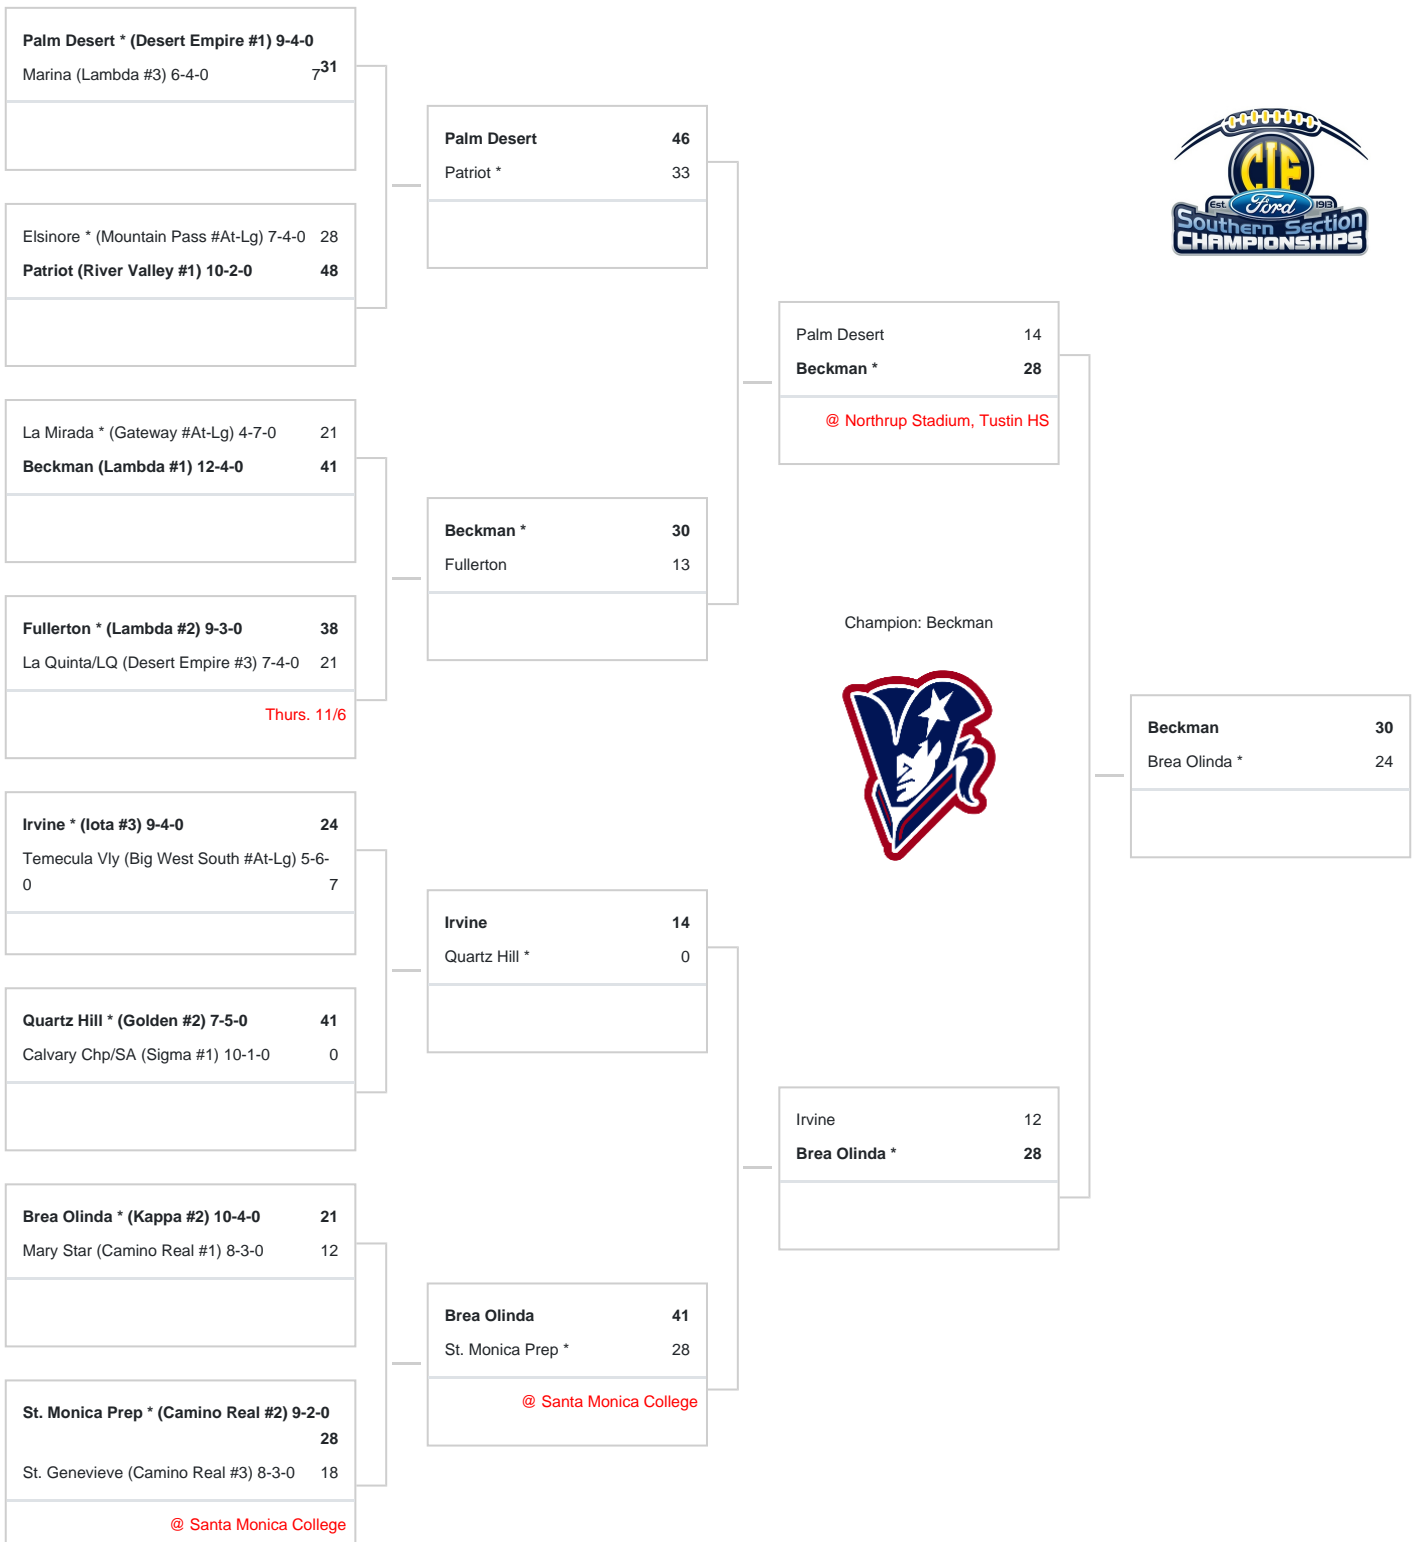 Palm Desert * (Desert Empire #1) 9-4-0
31
Marina (Lambda #3) 6-4-0 7
Elsinore * (Mountain Pass #At-Lg) 7-4-0 28
Patriot (River Valley #1) 10-2-0 48
La Mirada * (Gateway #At-Lg) 4-7-0 21
Beckman (Lambda #1) 12-4-0 41
Fullerton * (Lambda #2) 9-3-0 38
La Quinta/LQ (Desert Empire #3) 7-4-0 21
Thurs. 11/6
Irvine * (Iota #3) 9-4-0 24
Temecula Vly (Big West South #At-Lg) 5-6-
0 7
Quartz Hill * (Golden #2) 7-5-0 41
Calvary Chp/SA (Sigma #1) 10-1-0 0
Brea Olinda * (Kappa #2) 10-4-0 21
Mary Star (Camino Real #1) 8-3-0 12
St. Monica Prep * (Camino Real #2) 9-2-0
28
St. Genevieve (Camino Real #3) 8-3-0 18
@ Santa Monica College
Palm Desert 46
Patriot * 33
Beckman * 30
Fullerton 13
Irvine 14
Quartz Hill * 0
Brea Olinda 41
St. Monica Prep * 28
@ Santa Monica College
Palm Desert 14
Beckman * 28
@ Northrup Stadium, Tustin HS
Champion: Beckman
Irvine 12
Brea Olinda * 28
Beckman 30
Brea Olinda * 24
CIF
Est. Ford 1913
Southern Section
CHAMPIONSHIPS